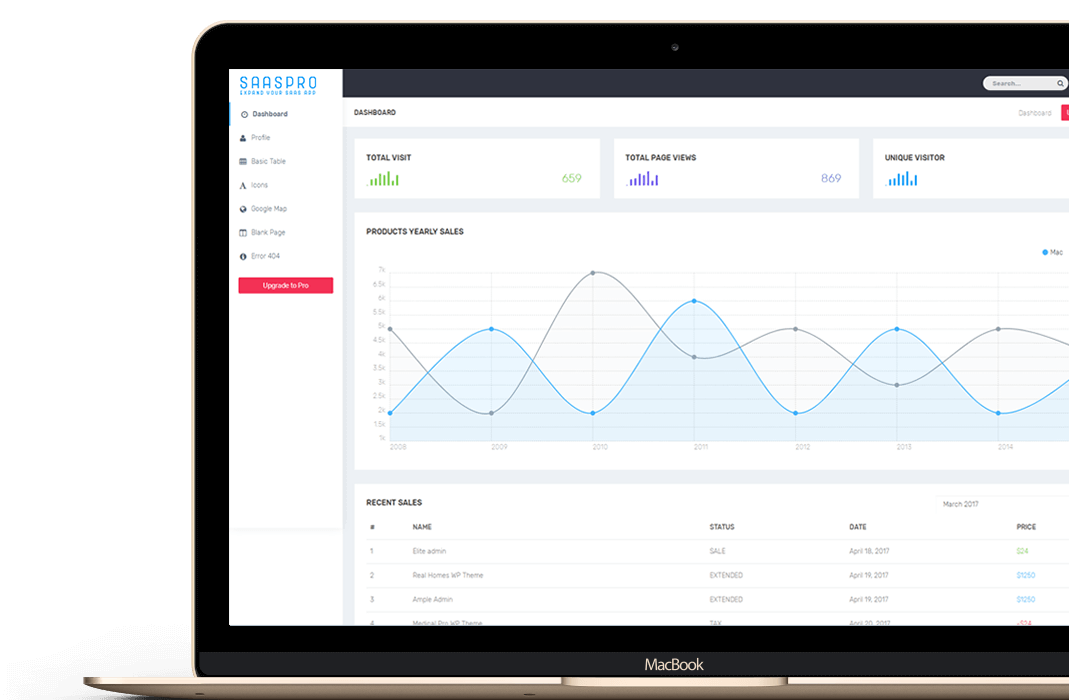 SAASPRO
EXPAND YOUR SAAS APP
Search...
Dashboard
DASHBOARD
Dashboard
Profile
Basic Table
Icons
Google Map
Blank Page
Error 404
Upgrade to Pro
TOTAL VISIT
659
TOTAL PAGE VIEWS
869
UNIQUE VISITOR
PRODUCTS YEARLY SALES
Mac
7k
6.5k
6k
5.5k
5k
4.5k
4k
3.5k
3k
2.5k
2k
1.5k
1k
2008 2009 2010 2011 2012 2013 2014
RECENT SALES
March 2017
# NAME STATUS DATE PRICE
1 Elite admin SALE April 18, 2017 $24
2 Real Homes WP Theme EXTENDED April 19, 2017 $1250
3 Ample Admin EXTENDED April 19, 2017 $1250
4 Medical Pro WP Theme TAX April 20, 2017 -$24
MacBook